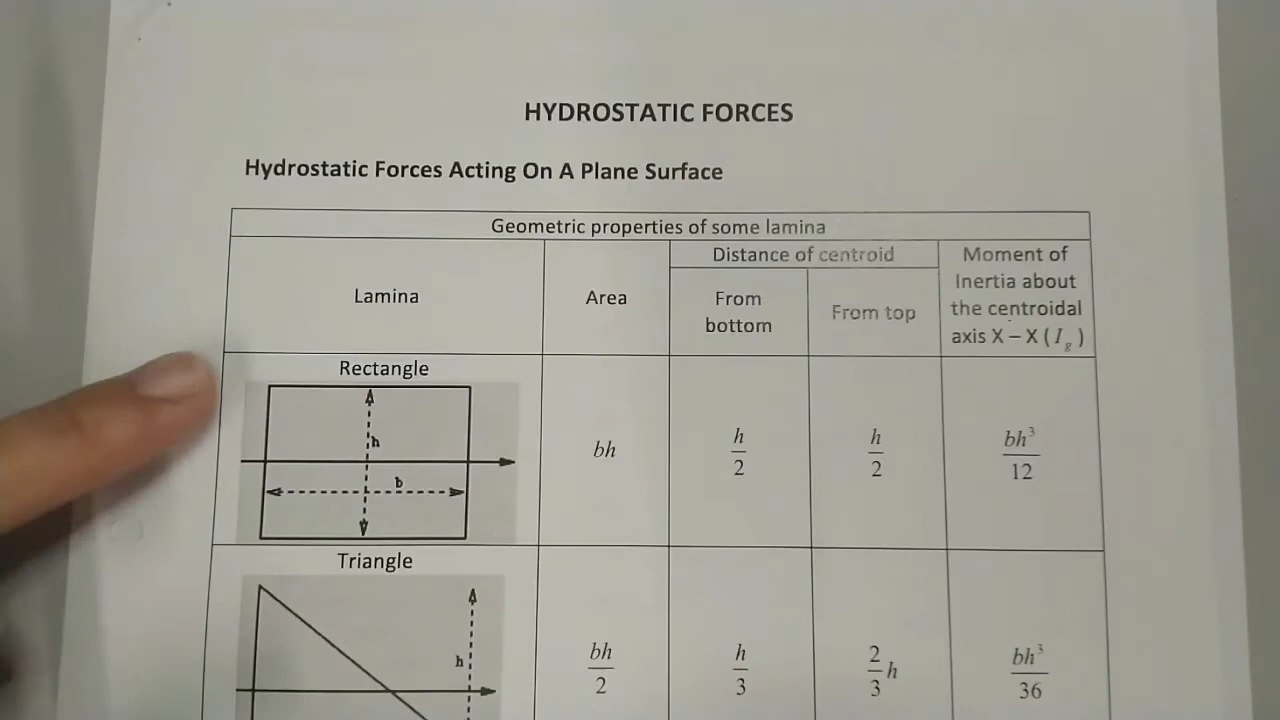 HYDROSTATIC FORCES
Hydrostatic Forces Acting On A Plane Surface
Geometric properties of some lamina
Lamina
Area
Distance of centroid
From
bottom
From top
Moment of
Inertia about
the centroidal
axis X – X (I_g)
Rectangle
h
b
bh
h/2
h/2
bh³/12
Triangle
h
bh/2
h/3
2/3 h
bh³/36